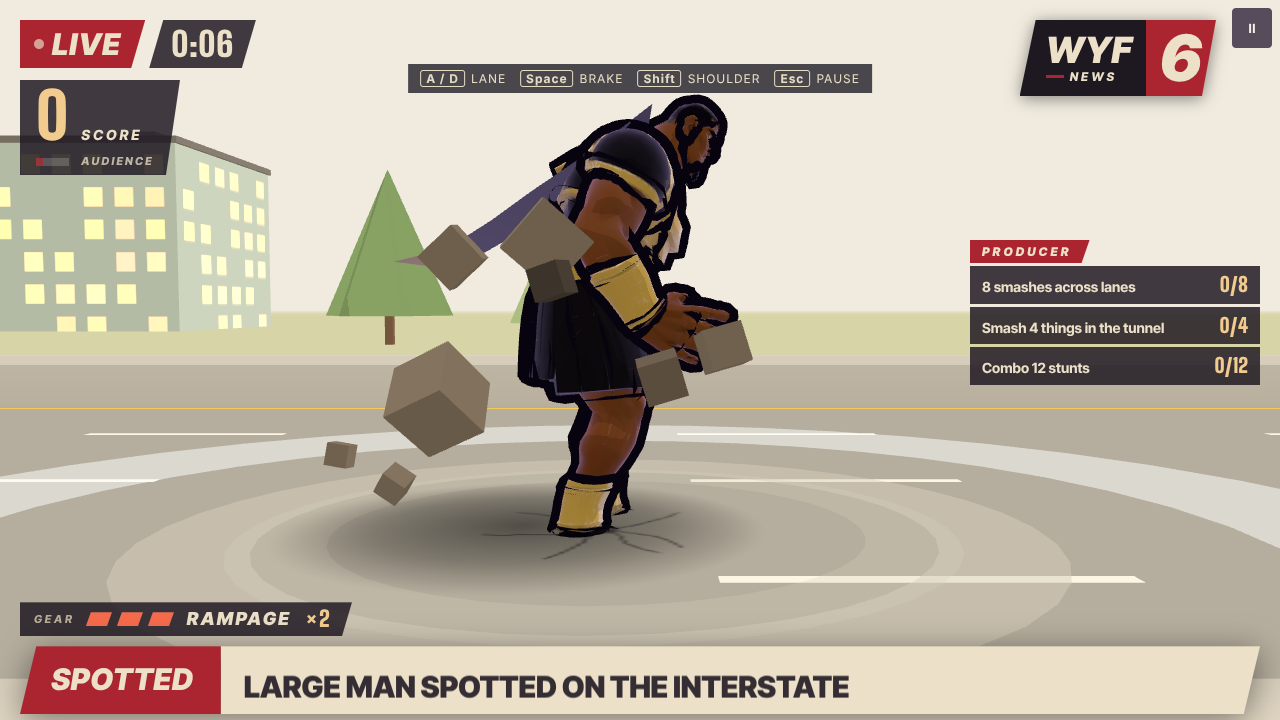 LIVE
0:06
0 SCORE
AUDIENCE
A / D LANE Space BRAKE Shift SHOULDER Esc PAUSE
WYF
NEWS
6
PRODUCER
8 smashes across lanes 0/8
Smash 4 things in the tunnel 0/4
Combo 12 stunts 0/12
GEAR RAMPAGE ×2
SPOTTED
LARGE MAN SPOTTED ON THE INTERSTATE